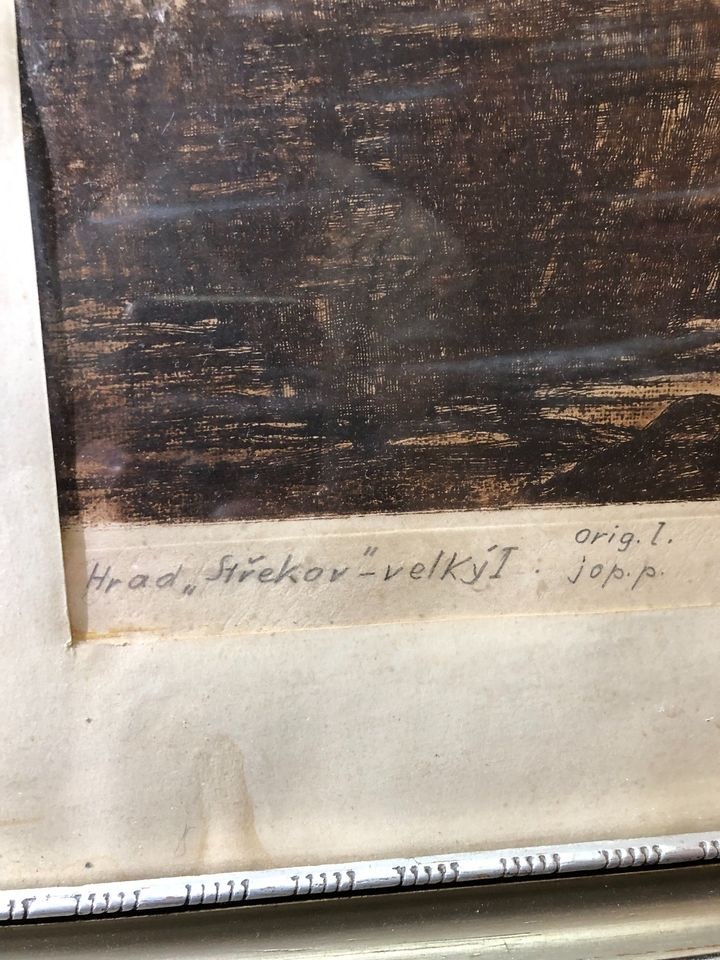 Hrad „Střekov" - velký I. orig. l.
jop. p.